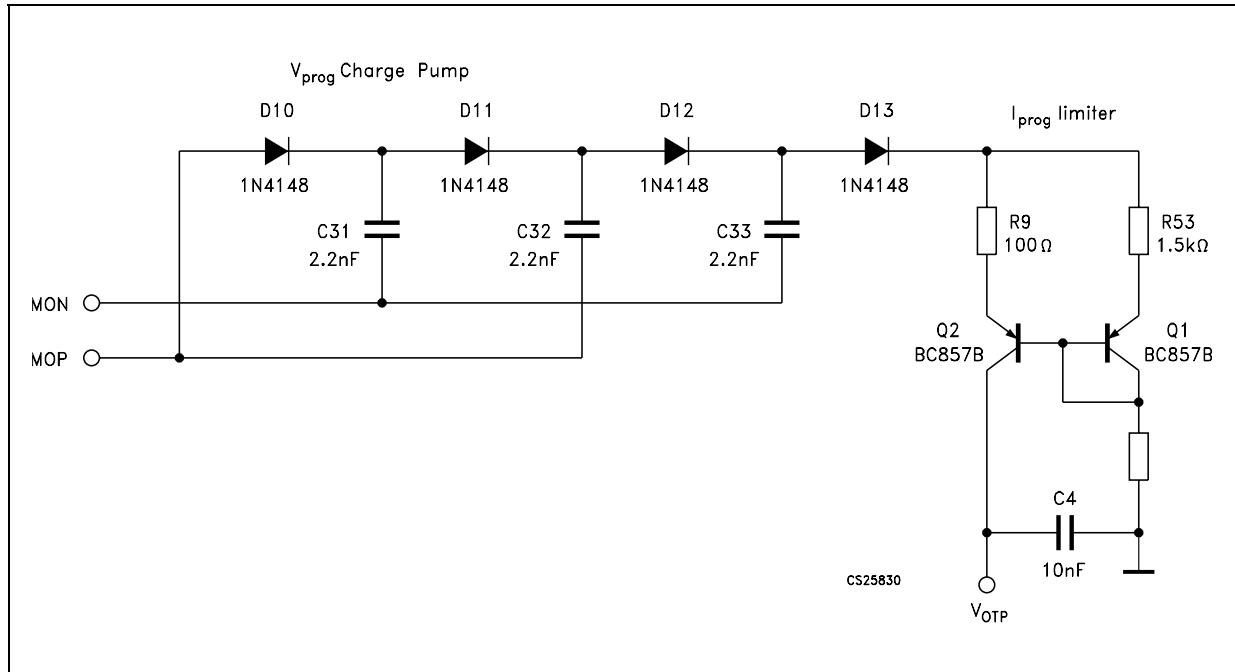 Vprog Charge Pump
D10
D11
D12
D13
Iprog limiter
1N4148
1N4148
1N4148
1N4148
C31
2.2nF
C32
2.2nF
C33
2.2nF
R9
100Ω
R53
1.5kΩ
MON
MOP
Q2
BC857B
Q1
BC857B
C4
10nF
CS25830
VOTP